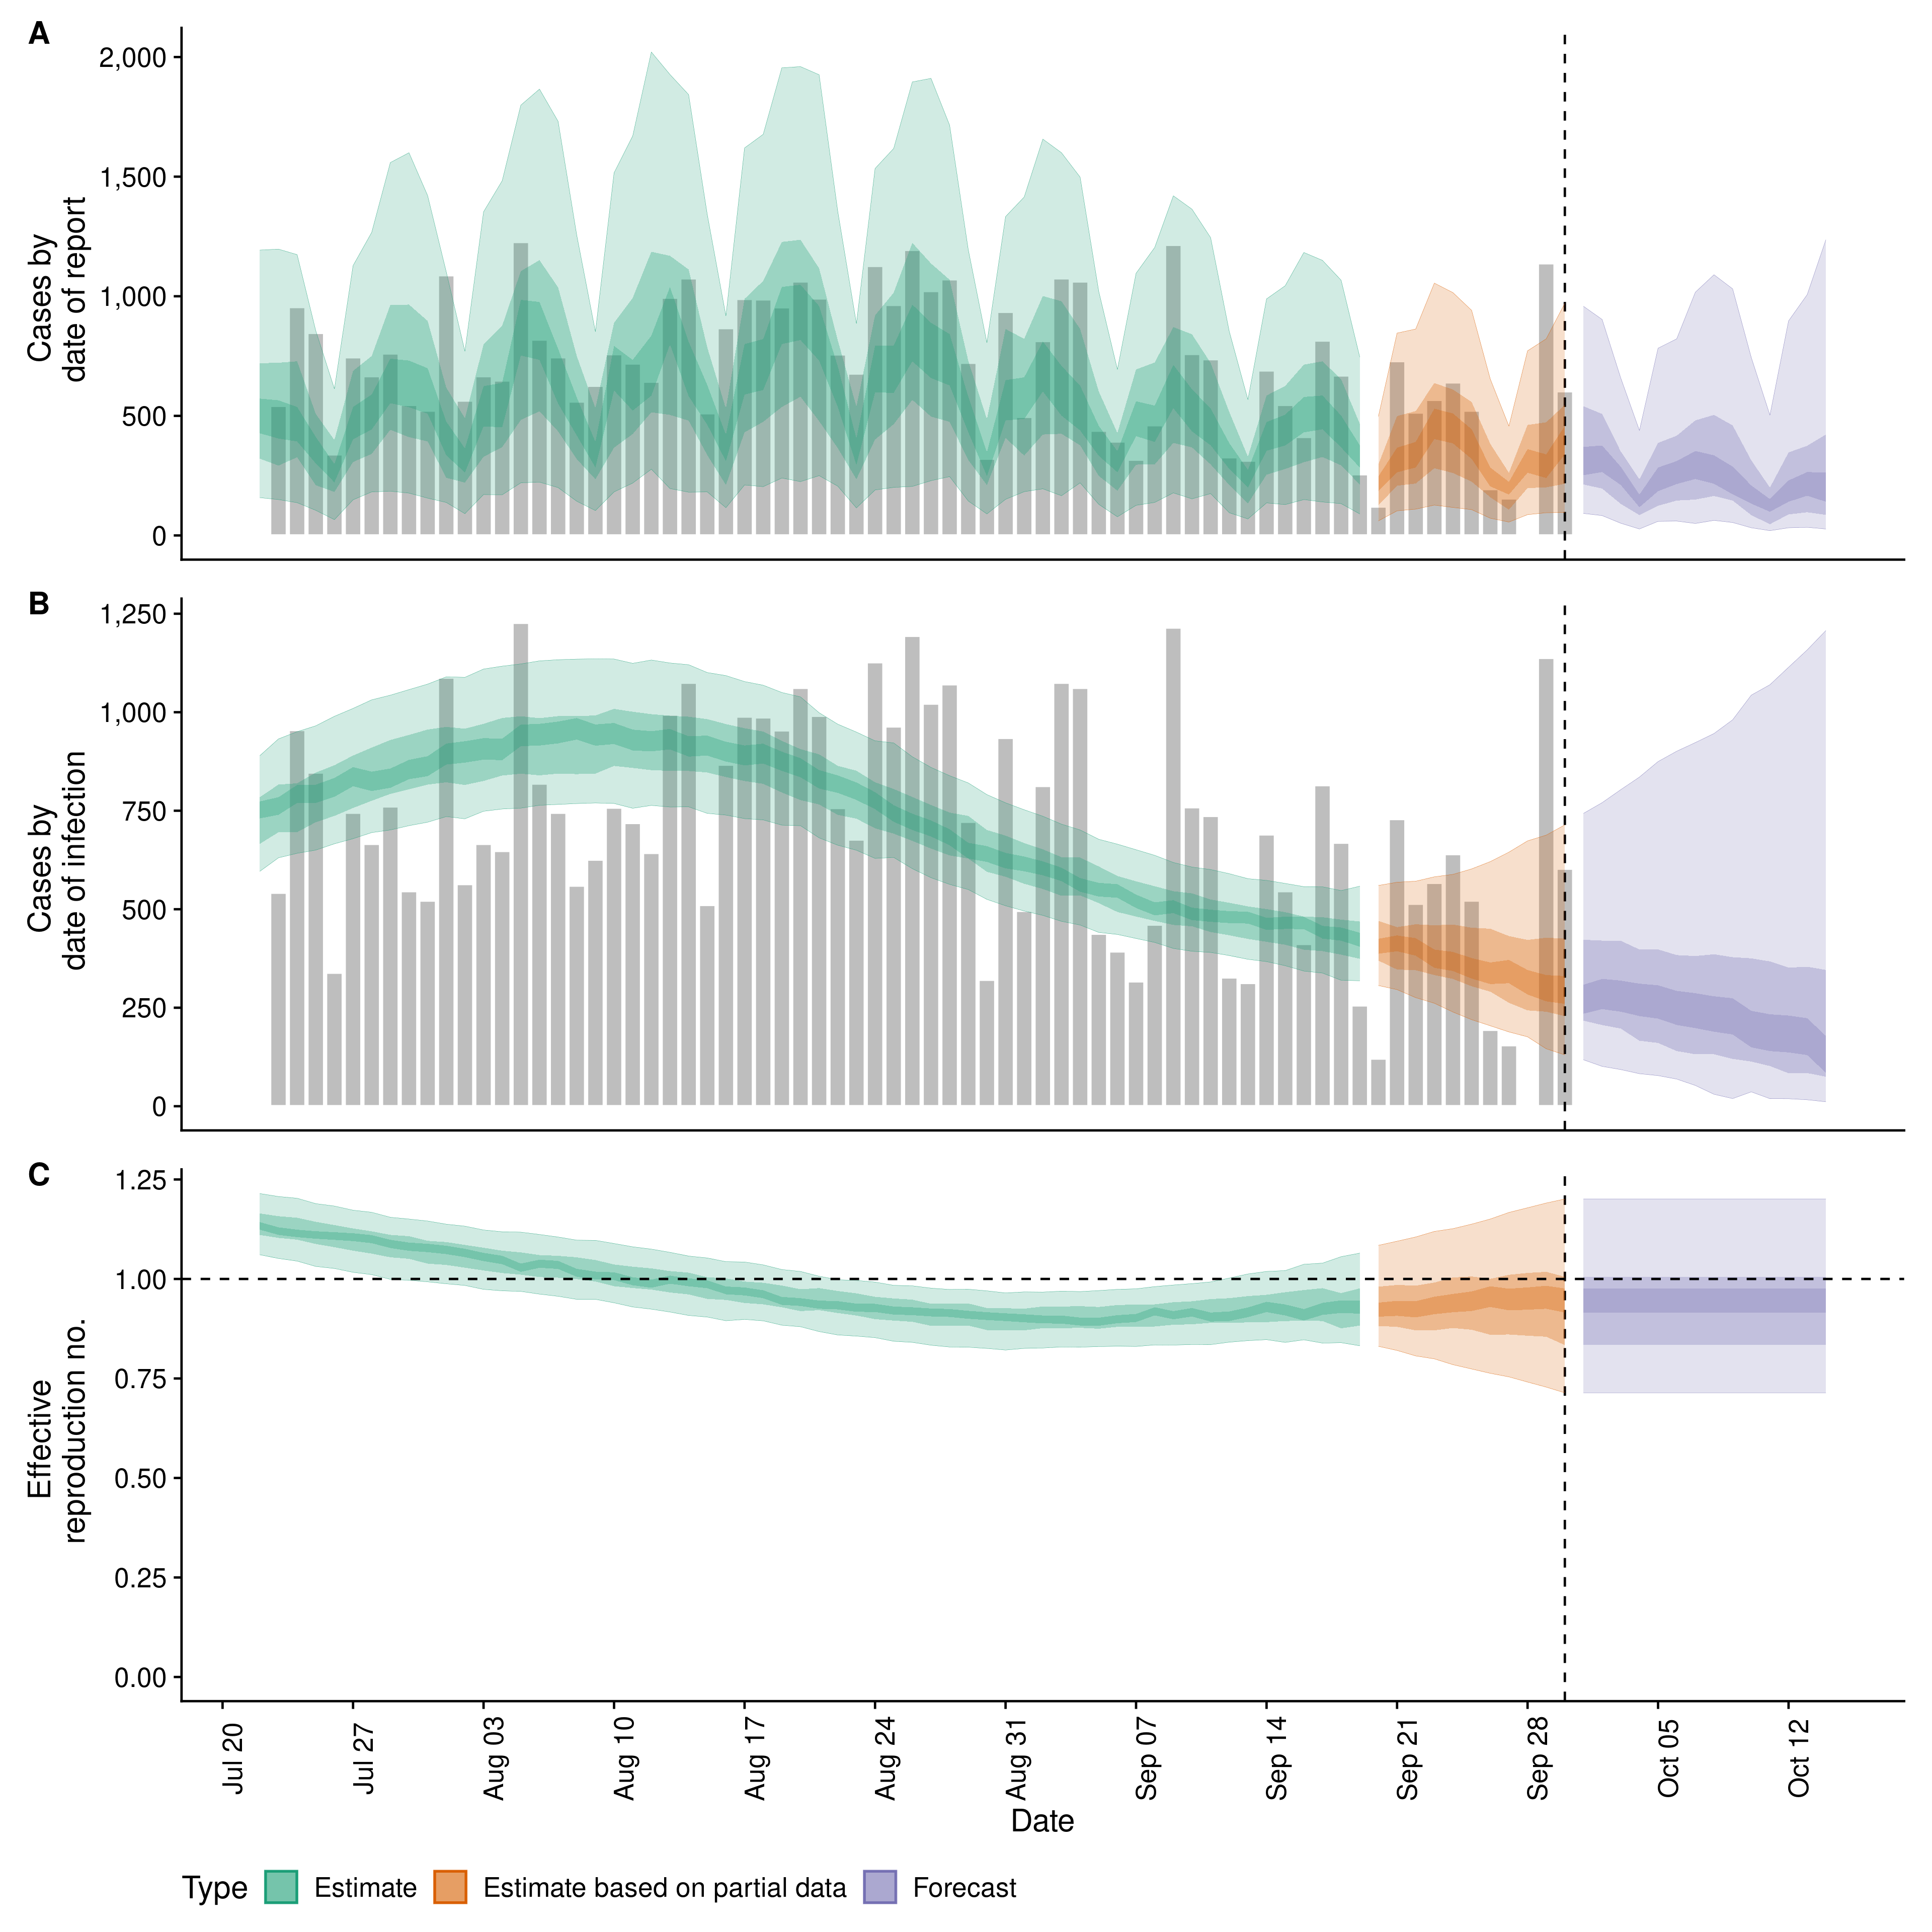 A
2,000
1,500
1,000
500
0
Cases by
date of report
B
1,250
1,000
750
500
250
0
Cases by
date of infection
C
1.25
1.00
0.75
0.50
0.25
0.00
Effective
reproduction no.
Jul 20
Jul 27
Aug 03
Aug 10
Aug 17
Aug 24
Aug 31
Sep 07
Sep 14
Sep 21
Sep 28
Oct 05
Oct 12
Date
Type Estimate Estimate based on partial data Forecast